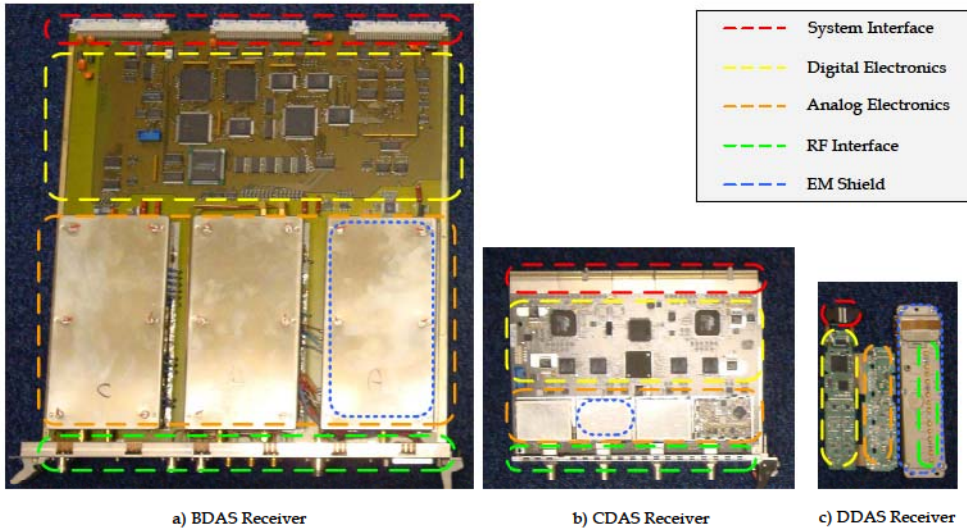 System Interface
Digital Electronics
Analog Electronics
RF Interface
EM Shield
C
a) BDAS Receiver
b) CDAS Receiver
c) DDAS Receiver